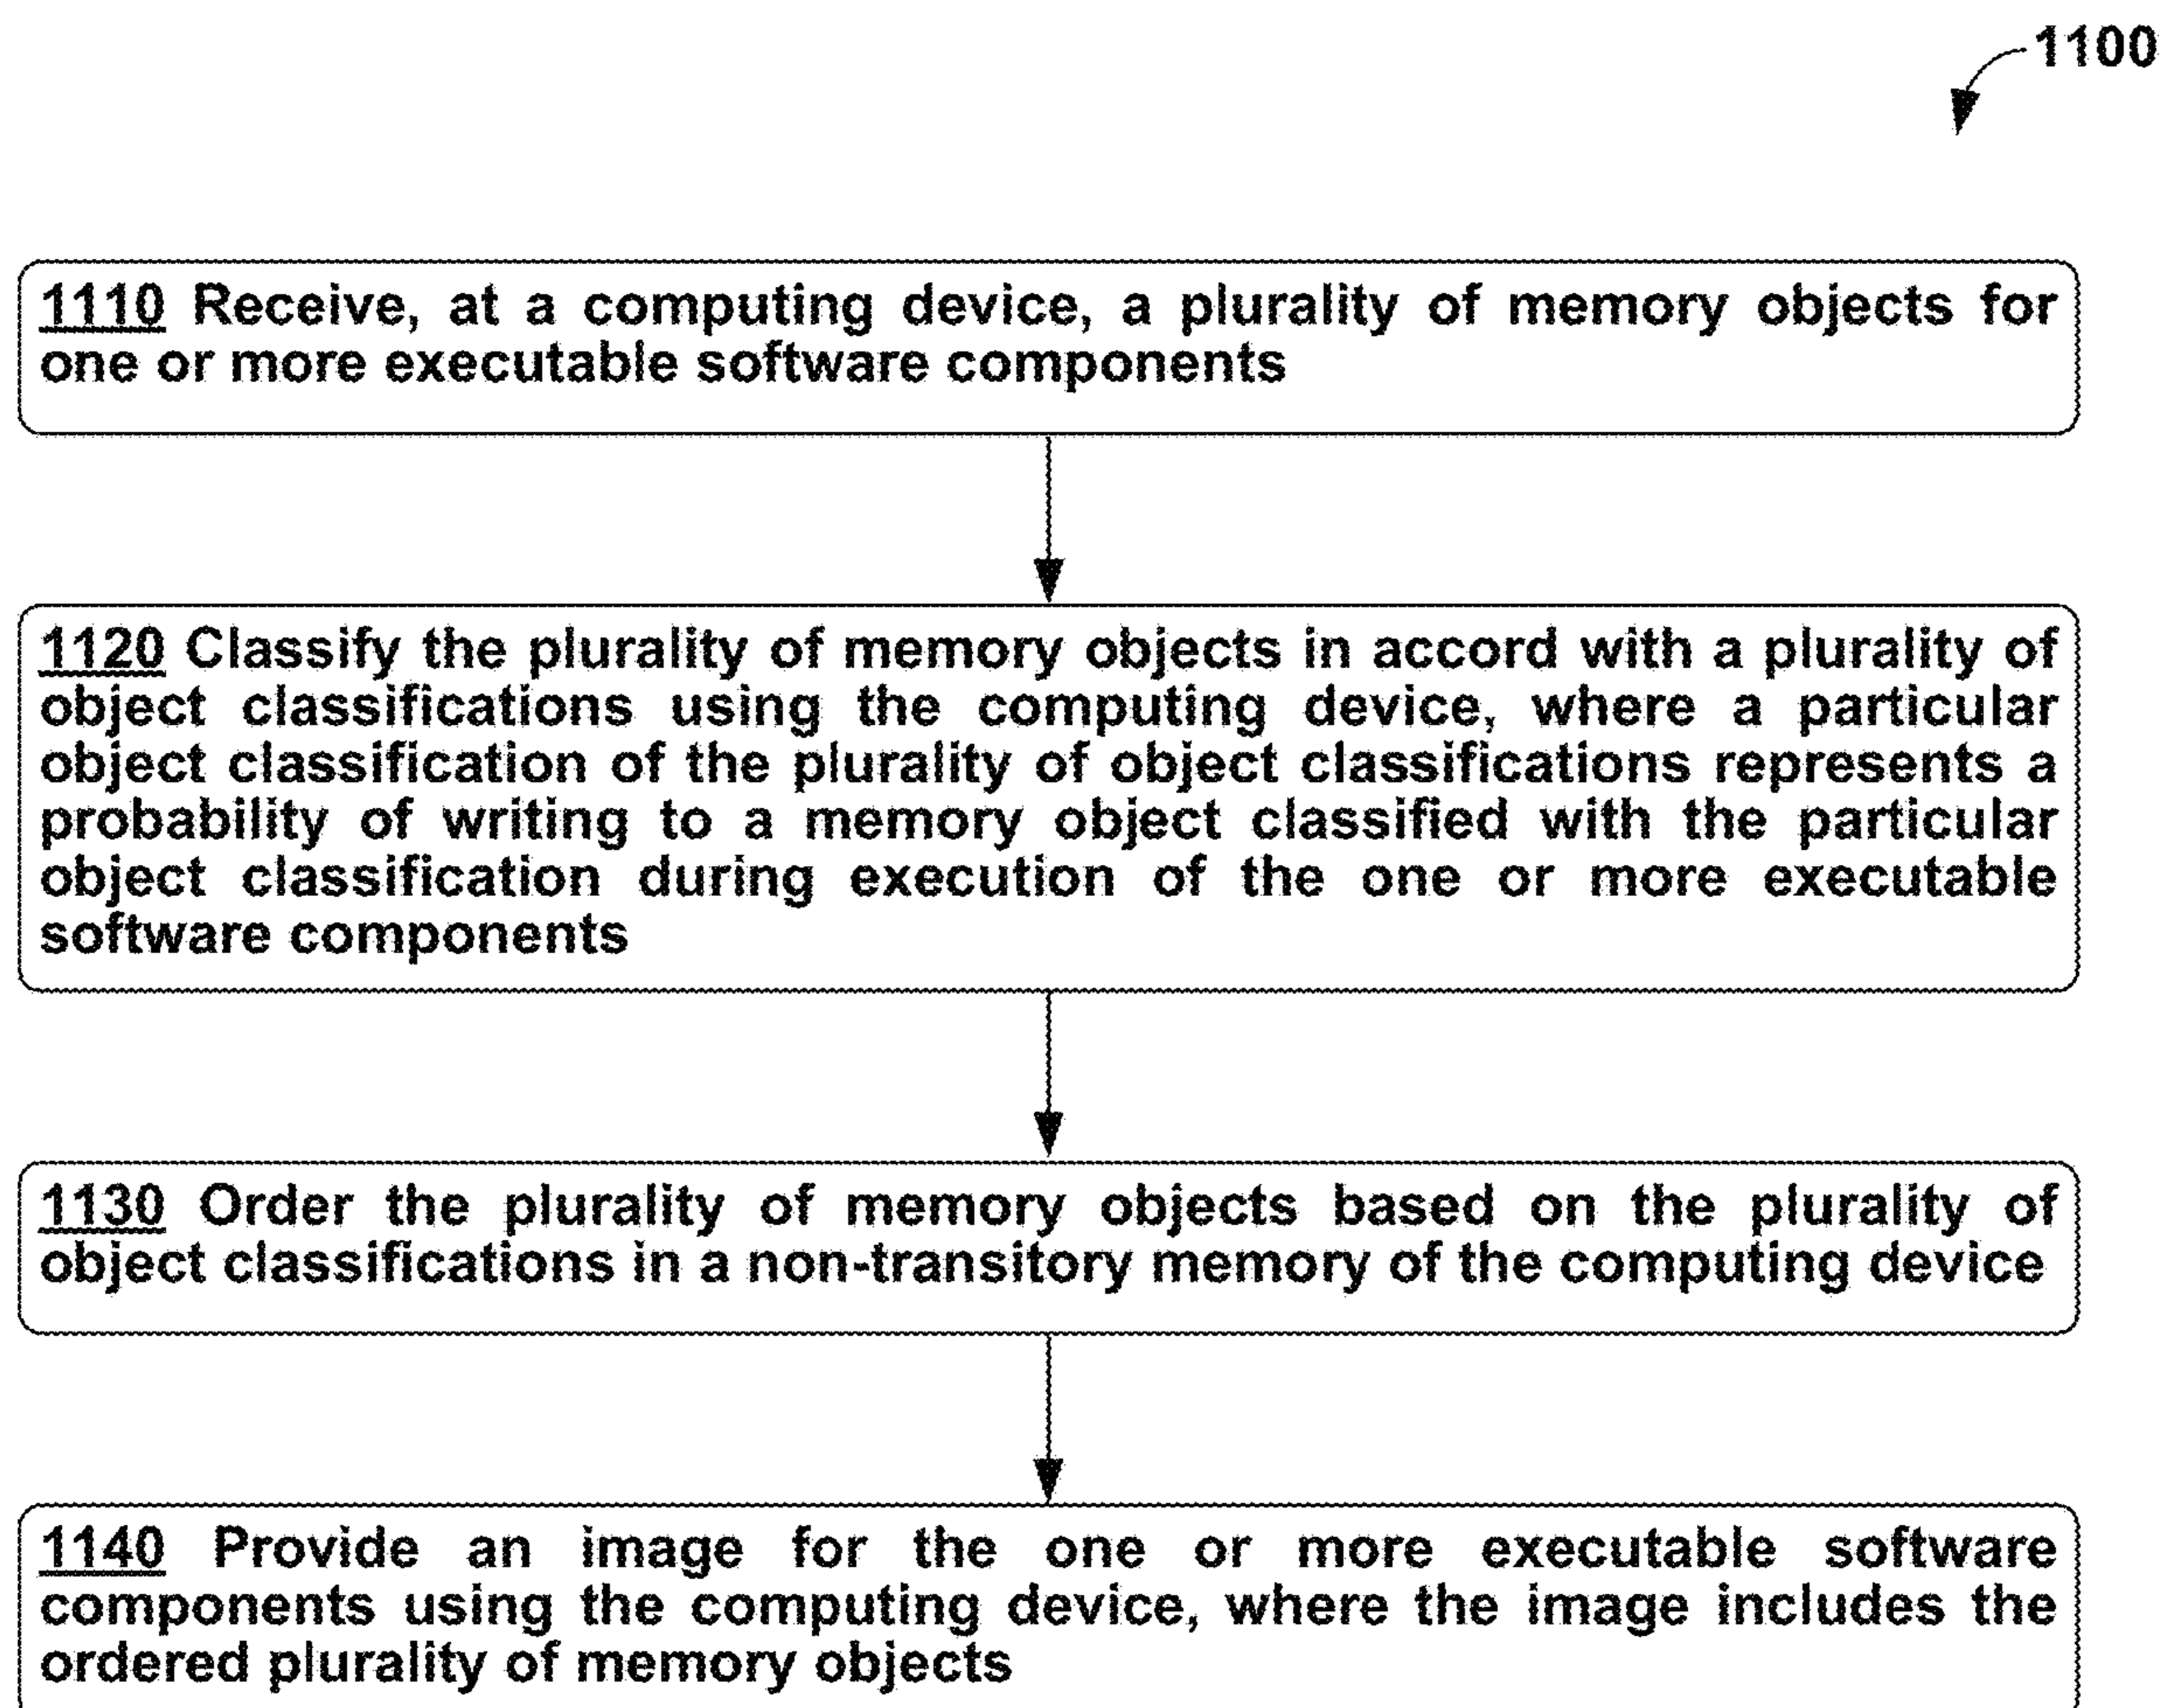 1100
1110 Receive, at a computing device, a plurality of memory objects for
one or more executable software components
1120 Classify the plurality of memory objects in accord with a plurality of
object classifications using the computing device, where a particular
object classification of the plurality of object classifications represents a
probability of writing to a memory object classified with the particular
object classification during execution of the one or more executable
software components
1130 Order the plurality of memory objects based on the plurality of
object classifications in a non-transitory memory of the computing device
1140 Provide an image for the one or more executable software
components using the computing device, where the image includes the
ordered plurality of memory objects